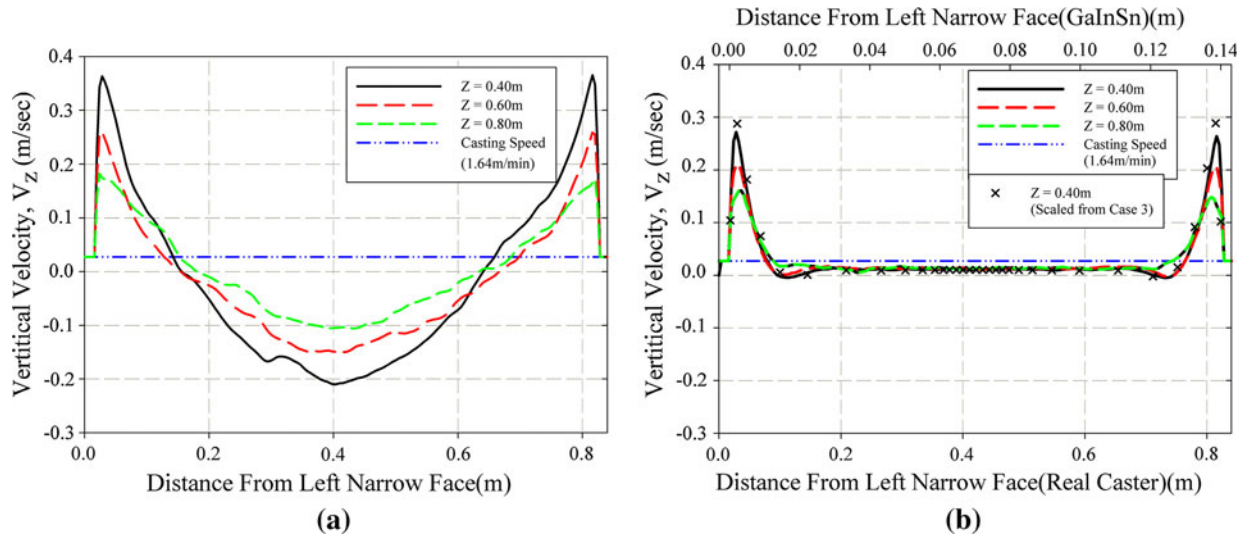 Vertitical Velocity, VZ (m/sec)
0.4
0.3
0.2
0.1
0.0
-0.1
-0.2
-0.3
Z = 0.40m
Z = 0.60m
Z = 0.80m
Casting Speed
(1.64m/min)
0.0 0.2 0.4 0.6 0.8
Distance From Left Narrow Face(m)
(a)
Distance From Left Narrow Face(GaInSn)(m)
0.00 0.02 0.04 0.06 0.08 0.10 0.12 0.14
Vertitical Velocity, VZ (m/sec)
0.4
0.3
0.2
0.1
0.0
-0.1
-0.2
-0.3
Z = 0.40m
Z = 0.60m
Z = 0.80m
Casting Speed
(1.64m/min)
Z = 0.40m
(Scaled from Case 3)
0.0 0.2 0.4 0.6 0.8
Distance From Left Narrow Face(Real Caster)(m)
(b)